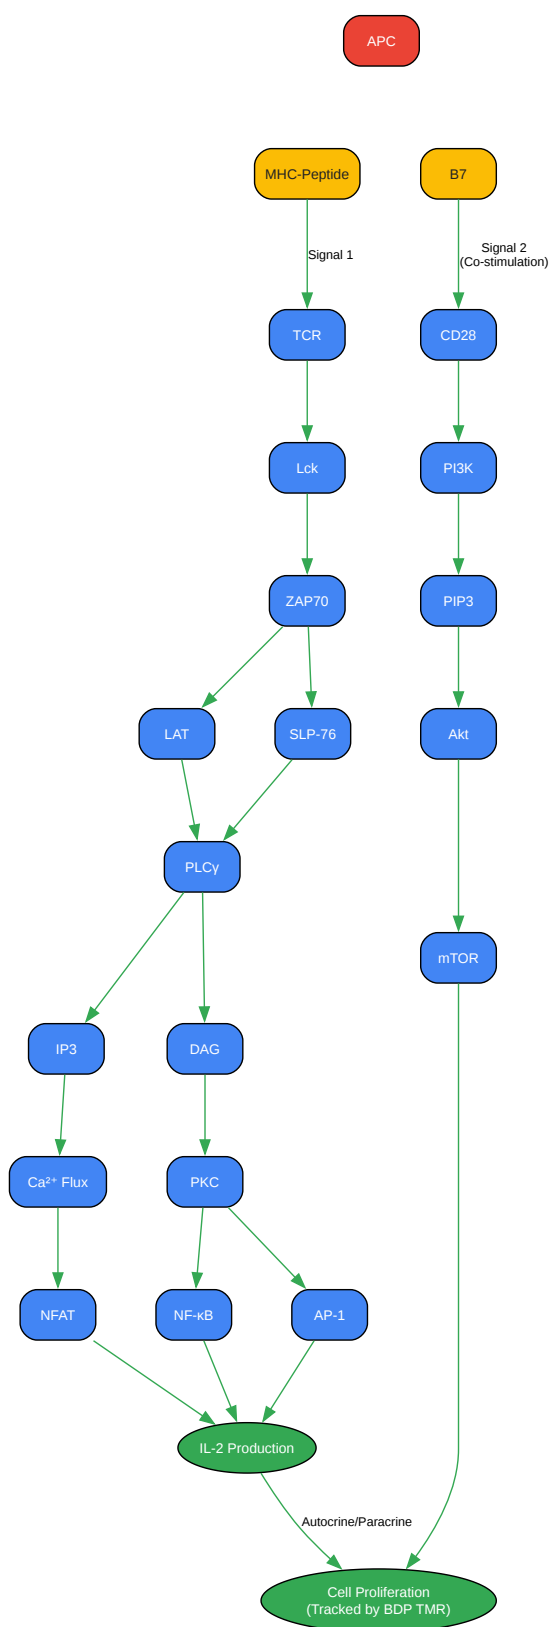 APC
MHC-Peptide
B7
Signal 1
Signal 2
(Co-stimulation)
TCR
CD28
Lck
PI3K
ZAP70
PIP3
LAT
SLP-76
Akt
PLCγ
mTOR
IP3
DAG
Ca²⁺ Flux
PKC
NFAT
NF-κB
AP-1
IL-2 Production
Autocrine/Paracrine
Cell Proliferation
(Tracked by BDP TMR)